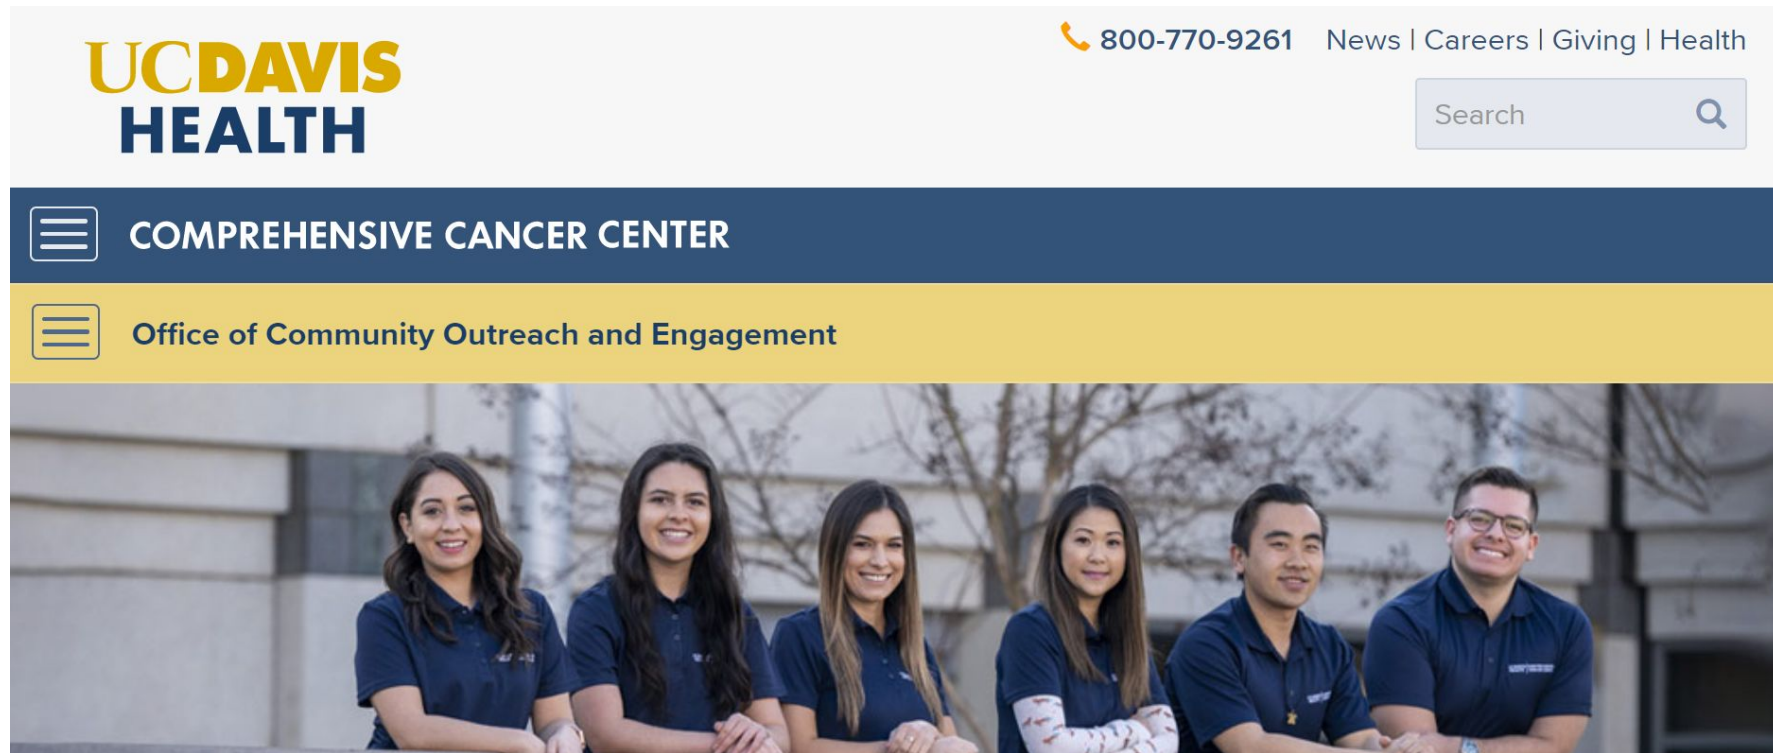 UCDAVIS
HEALTH
800-770-9261 News | Careers | Giving | Health
Search
COMPREHENSIVE CANCER CENTER
Office of Community Outreach and Engagement